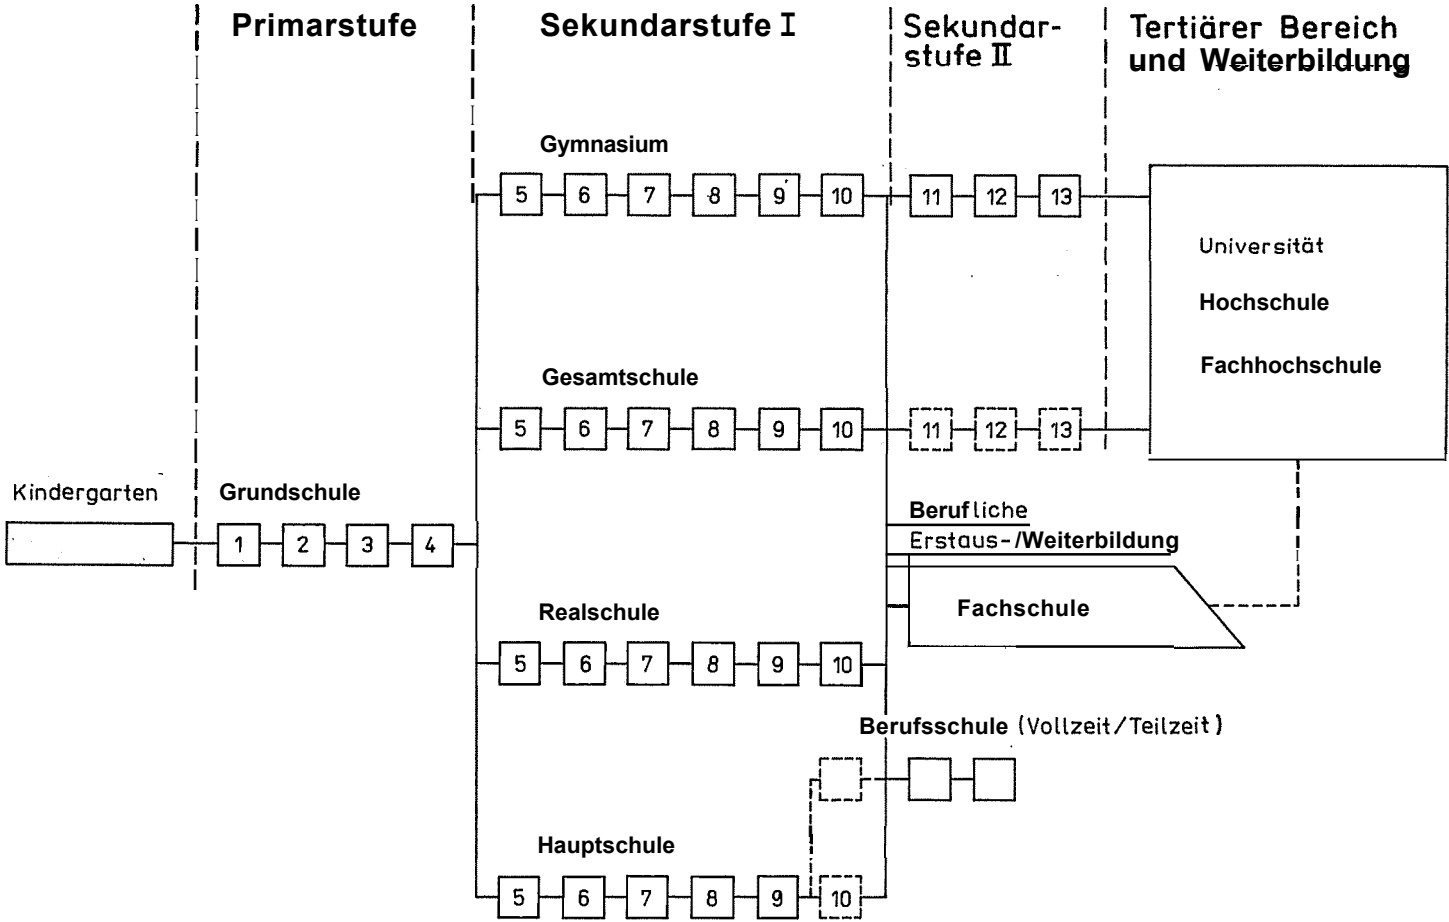 Primarstufe
Sekundarstufe I
Sekundar-
stufe II
Tertiärer Bereich
und Weiterbildung
Gymnasium
5 6 7 8 9 10 11 12 13
Universität
Hochschule
Fachhochschule
Gesamtschule
5 6 7 8 9 10 11 12 13
Kindergarten
Grundschule
1 2 3 4
Berufliche
Erstaus-/Weiterbildung
Fachschule
Realschule
5 6 7 8 9 10
Berufsschule (Vollzeit/Teilzeit)
Hauptschule
5 6 7 8 9 10